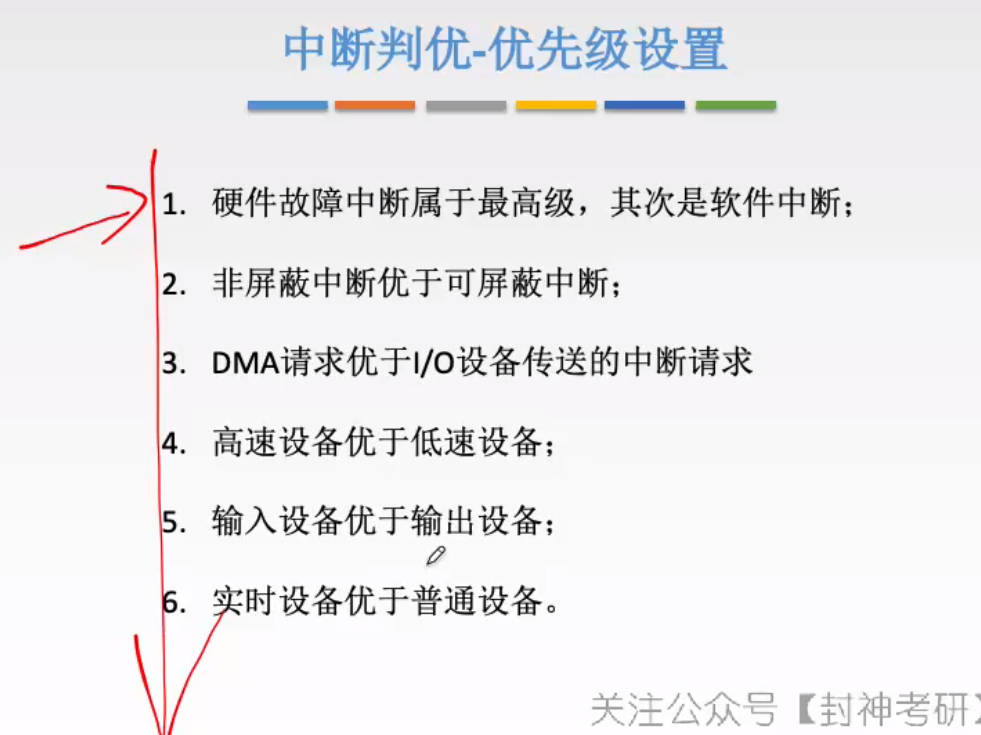 中断判优-优先级设置
1. 硬件故障中断属于最高级，其次是软件中断；
2. 非屏蔽中断优于可屏蔽中断；
3. DMA请求优于I/O设备传送的中断请求
4. 高速设备优于低速设备；
5. 输入设备优于输出设备；
6. 实时设备优于普通设备。
关注公众号【封神考研】